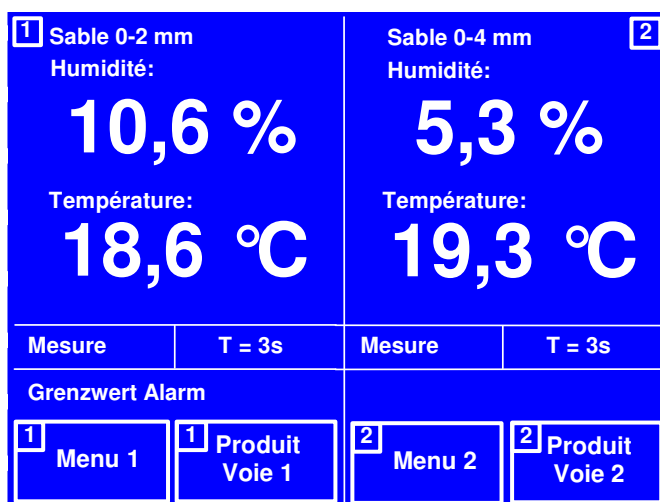 1 Sable 0-2 mm
Humidité:
10,6 %
Température:
18,6 °C
Mesure T = 3s
Grenzwert Alarm
1 Menu 1
1 Produit
Voie 1
Sable 0-4 mm 2
Humidité:
5,3 %
Température:
19,3 °C
Mesure T = 3s
2 Menu 2
2 Produit
Voie 2